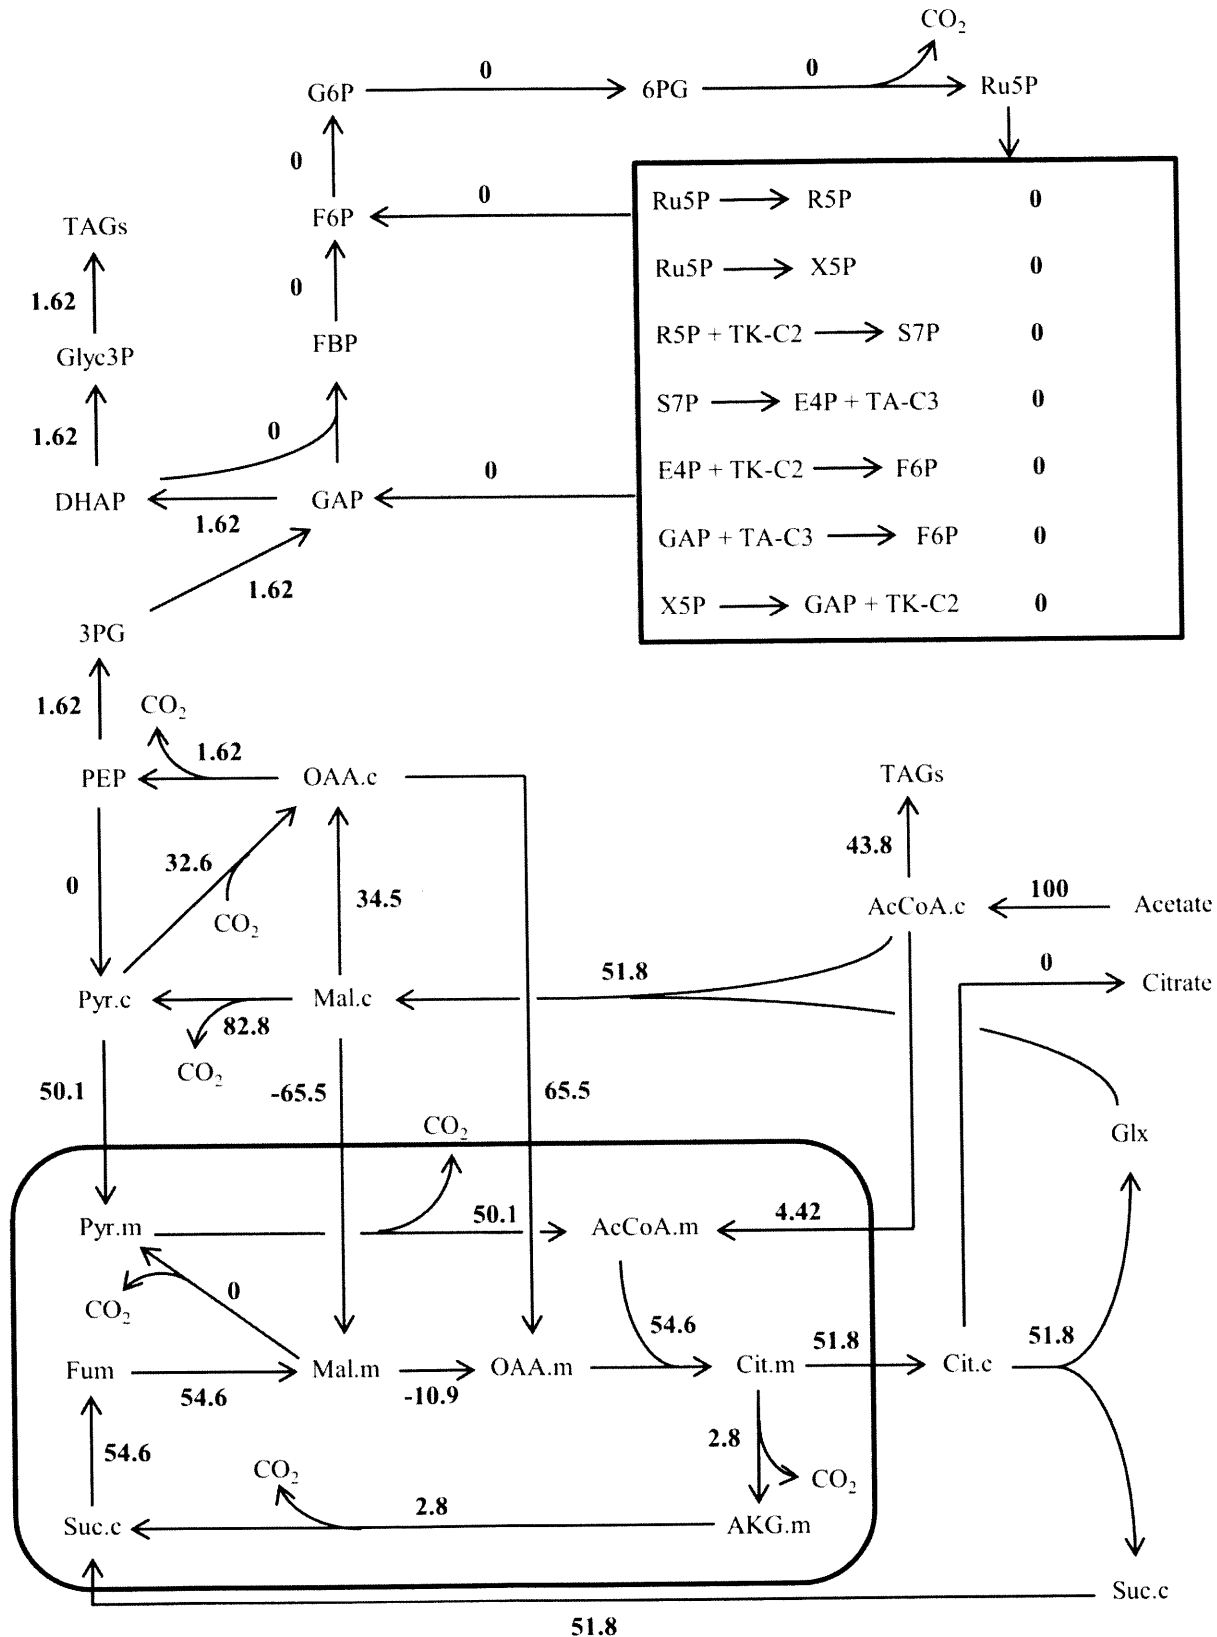 CO₂
0
0
G6P
6PG
Ru5P
0
0
TAGs
F6P
Ru5P → R5P 0
1.62
0
Ru5P → X5P 0
Glyc3P
FBP
R5P + TK-C2 → S7P 0
1.62
0
S7P → E4P + TA-C3 0
DHAP
GAP
0
E4P + TK-C2 → F6P 0
1.62
GAP + TA-C3 → F6P 0
1.62
X5P → GAP + TK-C2 0
3PG
1.62
CO₂
1.62
PEP
OAA.c
TAGs
43.8
0
32.6
34.5
CO₂
AcCoA.c
100
Acetate
51.8
0
Pyr.c
Mal.c
Citrate
82.8
CO₂
50.1
-65.5
65.5
CO₂
Glx
Pyr.m
50.1
AcCoA.m
4.42
CO₂
0
54.6
51.8
51.8
Fum
Mal.m
OAA.m
Cit.m
Cit.c
54.6
-10.9
54.6
2.8
CO₂
2.8
CO₂
Suc.c
AKG.m
Suc.c
51.8